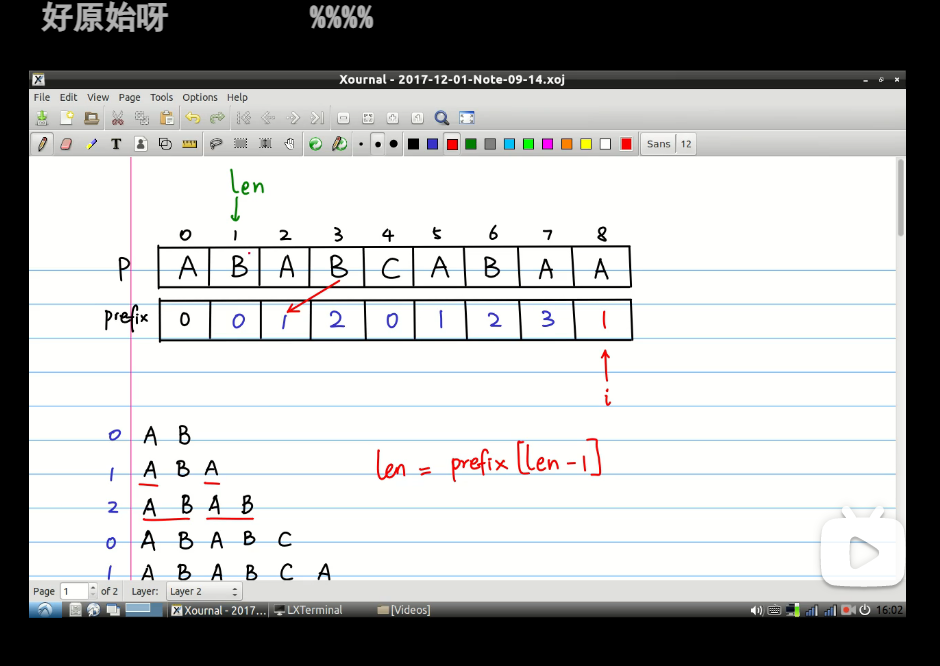 好原始呀 %%%%
Xournal - 2017-12-01-Note-09-14.xoj
File Edit View Page Tools Options Help
Sans 12
len
0 1 2 3 4 5 6 7 8
P A B A B C A B A A
prefix 0 0 1 2 0 1 2 3 1
i
0 A B
1 A B A
len = prefix[len-1]
2 A B A B
0 A B A B C
1 A B A B C A
Page 1 of 2 Layer: Layer 2
Xournal - 2017... LXTerminal [Videos] 16:02